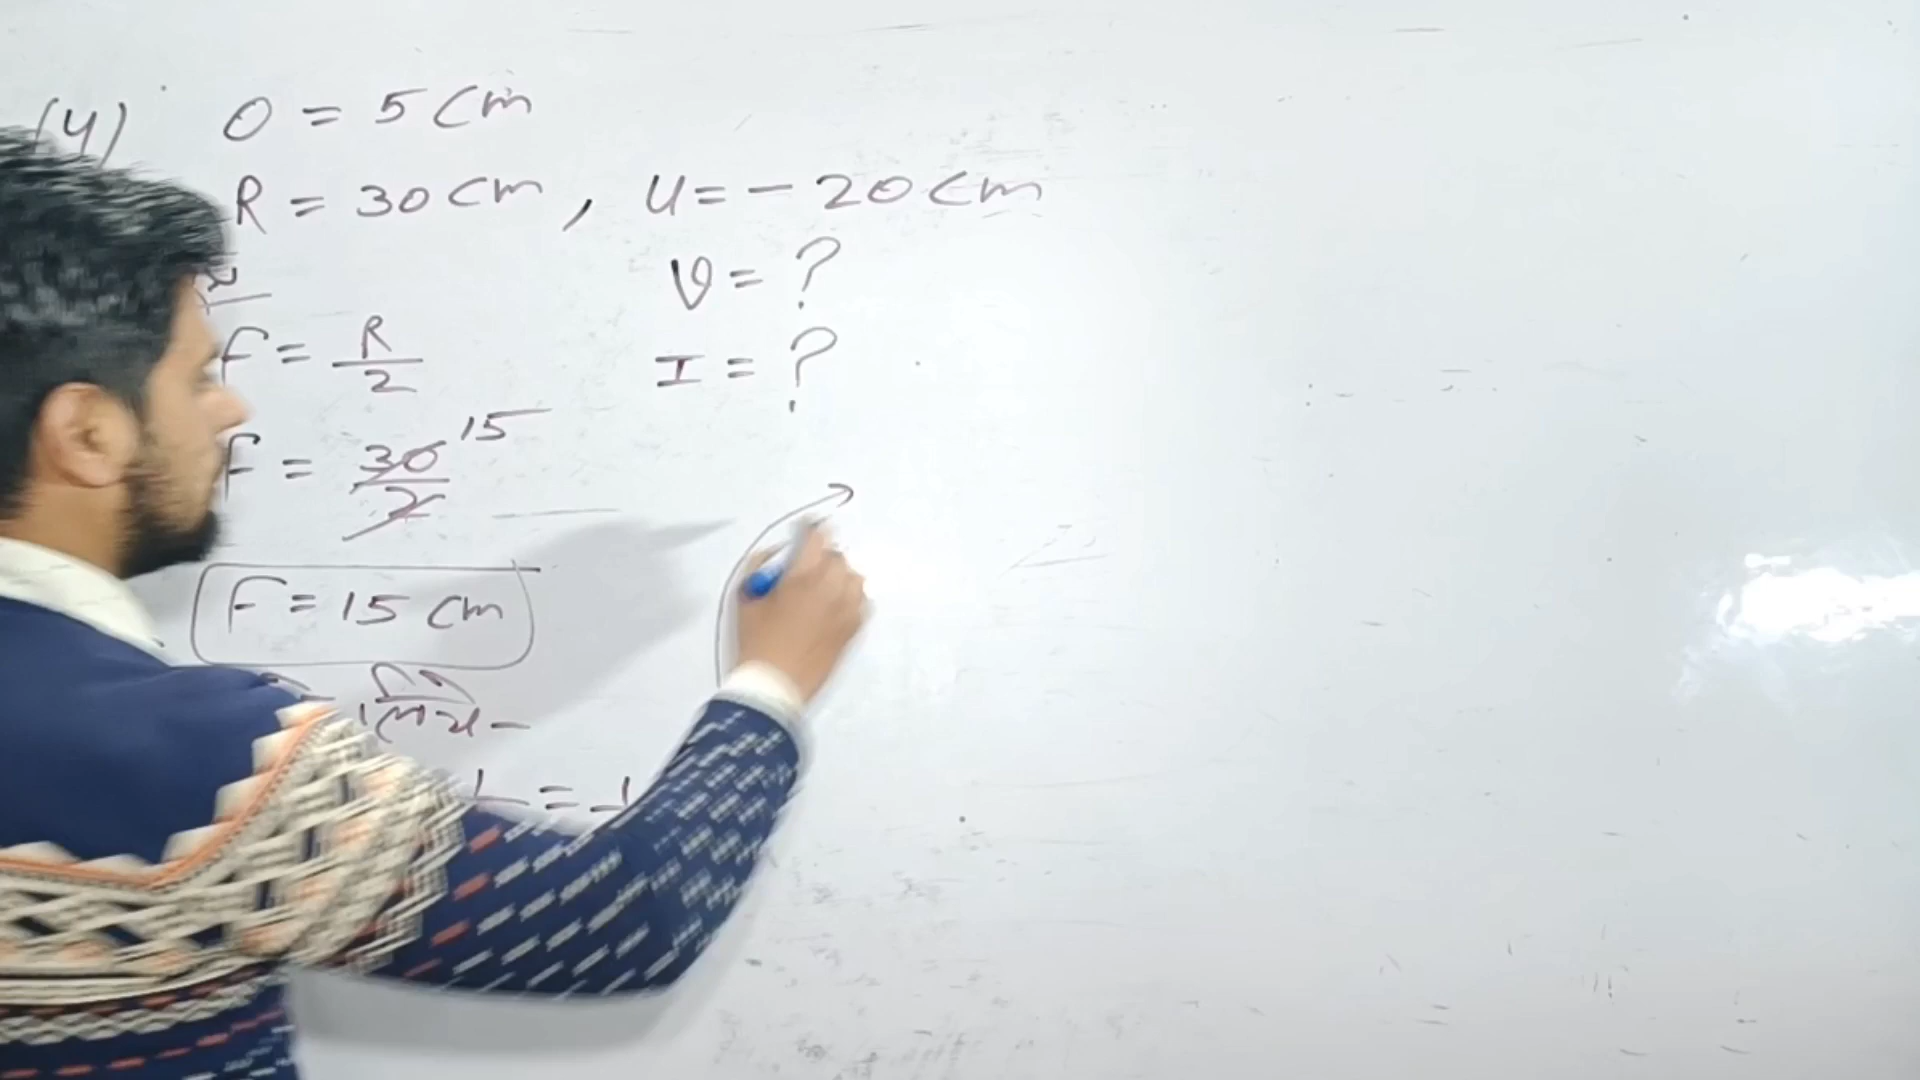 (4) O = 5 cm
R = 30 cm, u = - 20 cm
v = ?
f = R/2
I = ?
f = 30/2 15
f = 15 cm